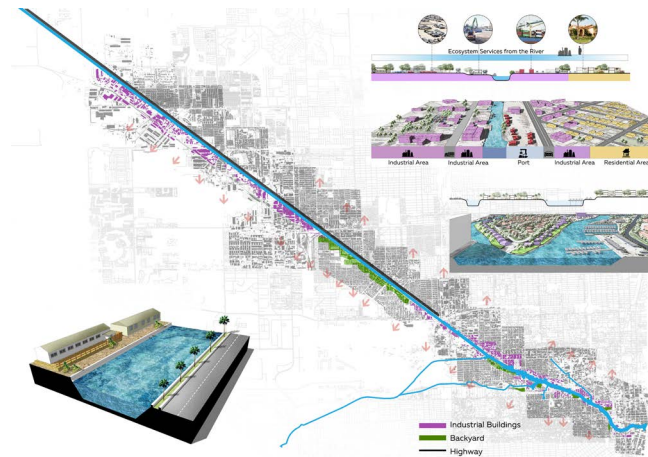 Ecosystem Services from the River
Industrial Area
Industrial Area
Port
Industrial Area
Residential Area
Industrial Buildings
Backyard
Highway